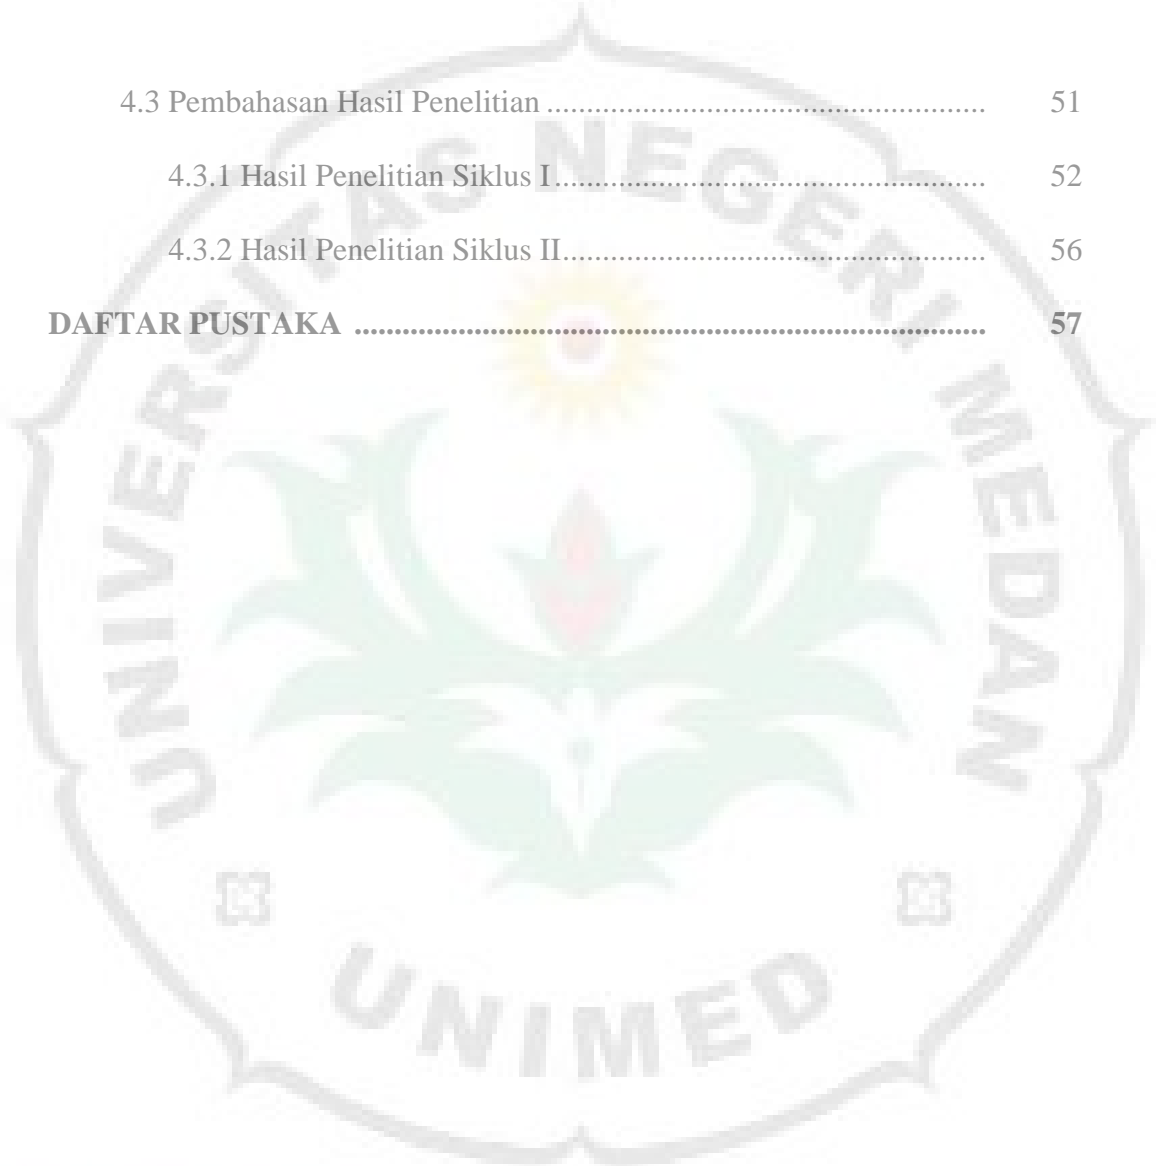 4.3 Pembahasan Hasil Penelitian ........................................................ 51
4.3.1 Hasil Penelitian Siklus I ....................................................... 52
4.3.2 Hasil Penelitian Siklus II...................................................... 56
DAFTAR PUSTAKA ................................................................................ 57
UNIVERSITAS NEGERI MEDAN
UNIMED